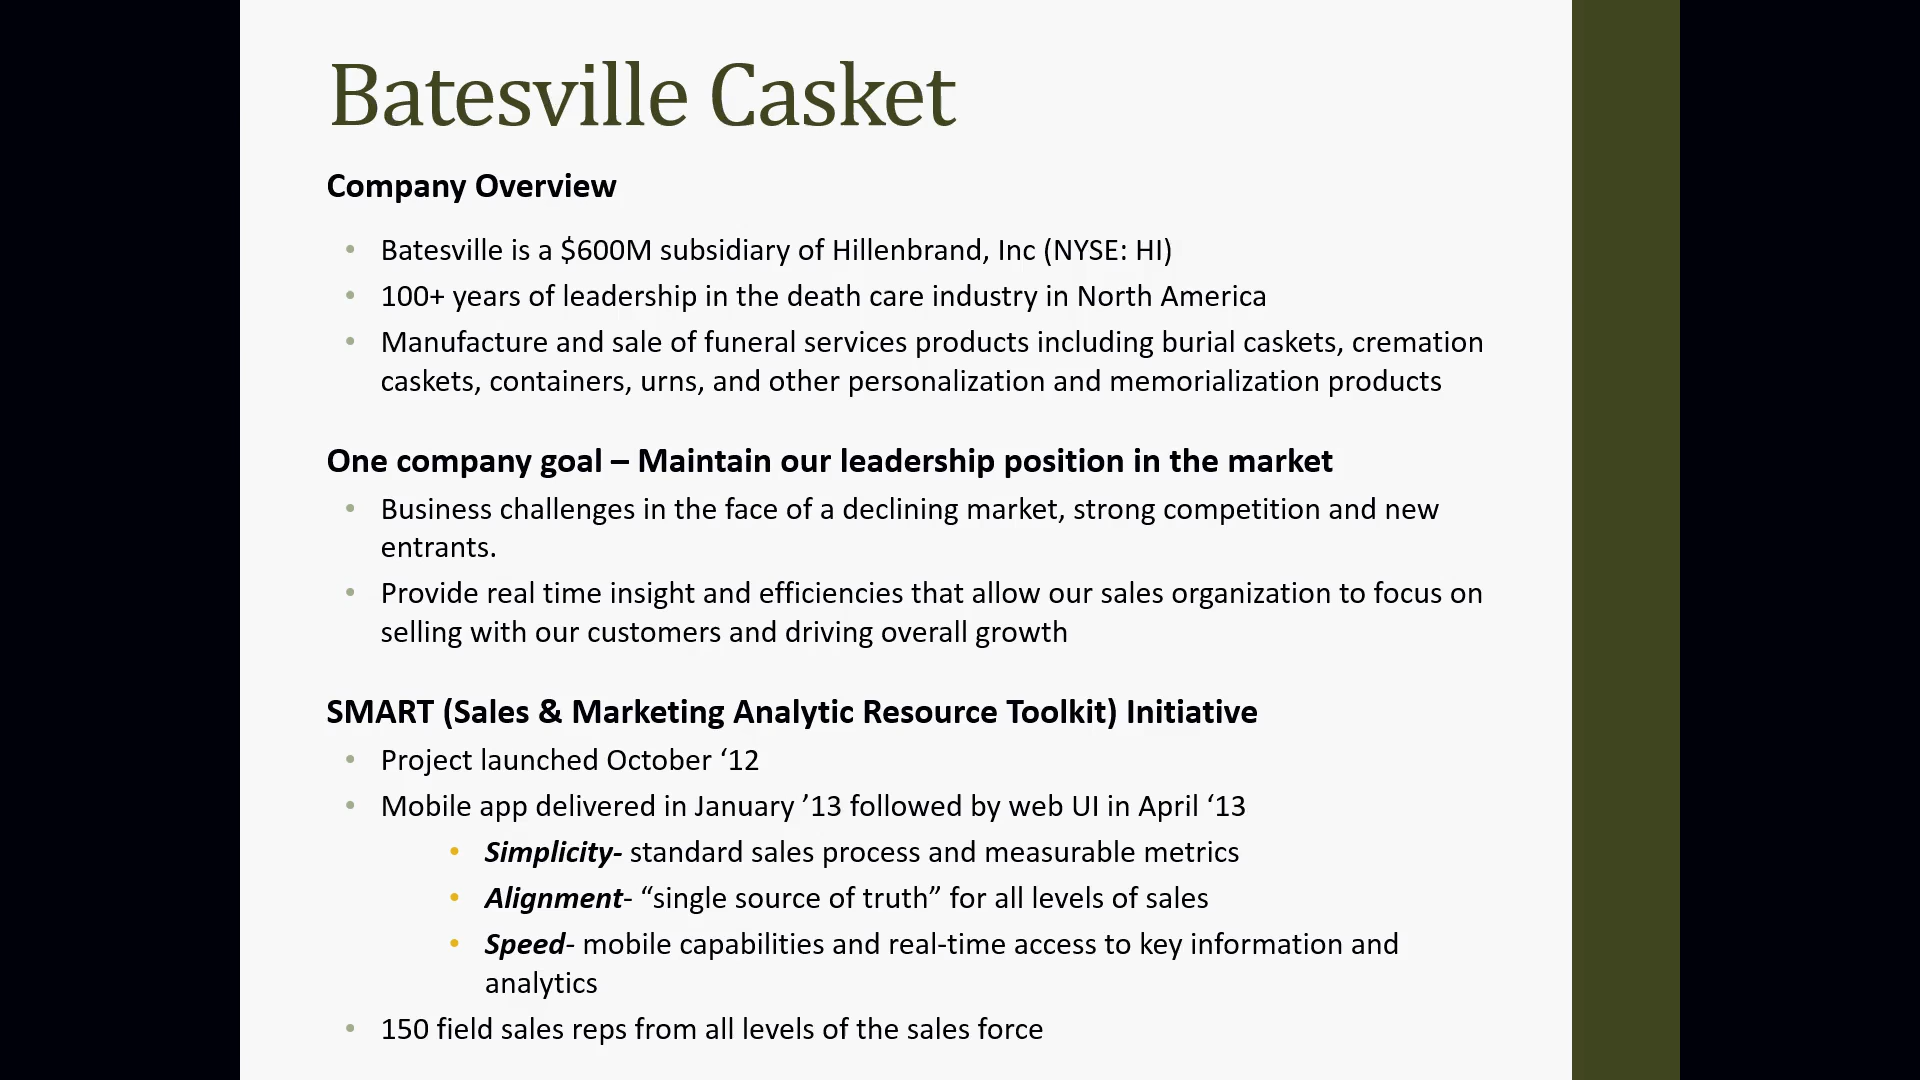 Batesville Casket
Company Overview
• Batesville is a $600M subsidiary of Hillenbrand, Inc (NYSE: HI)
• 100+ years of leadership in the death care industry in North America
• Manufacture and sale of funeral services products including burial caskets, cremation
caskets, containers, urns, and other personalization and memorialization products
One company goal – Maintain our leadership position in the market
• Business challenges in the face of a declining market, strong competition and new
entrants.
• Provide real time insight and efficiencies that allow our sales organization to focus on
selling with our customers and driving overall growth
SMART (Sales & Marketing Analytic Resource Toolkit) Initiative
• Project launched October ‘12
• Mobile app delivered in January ’13 followed by web UI in April ‘13
• Simplicity- standard sales process and measurable metrics
• Alignment- “single source of truth” for all levels of sales
• Speed- mobile capabilities and real-time access to key information and
analytics
• 150 field sales reps from all levels of the sales force